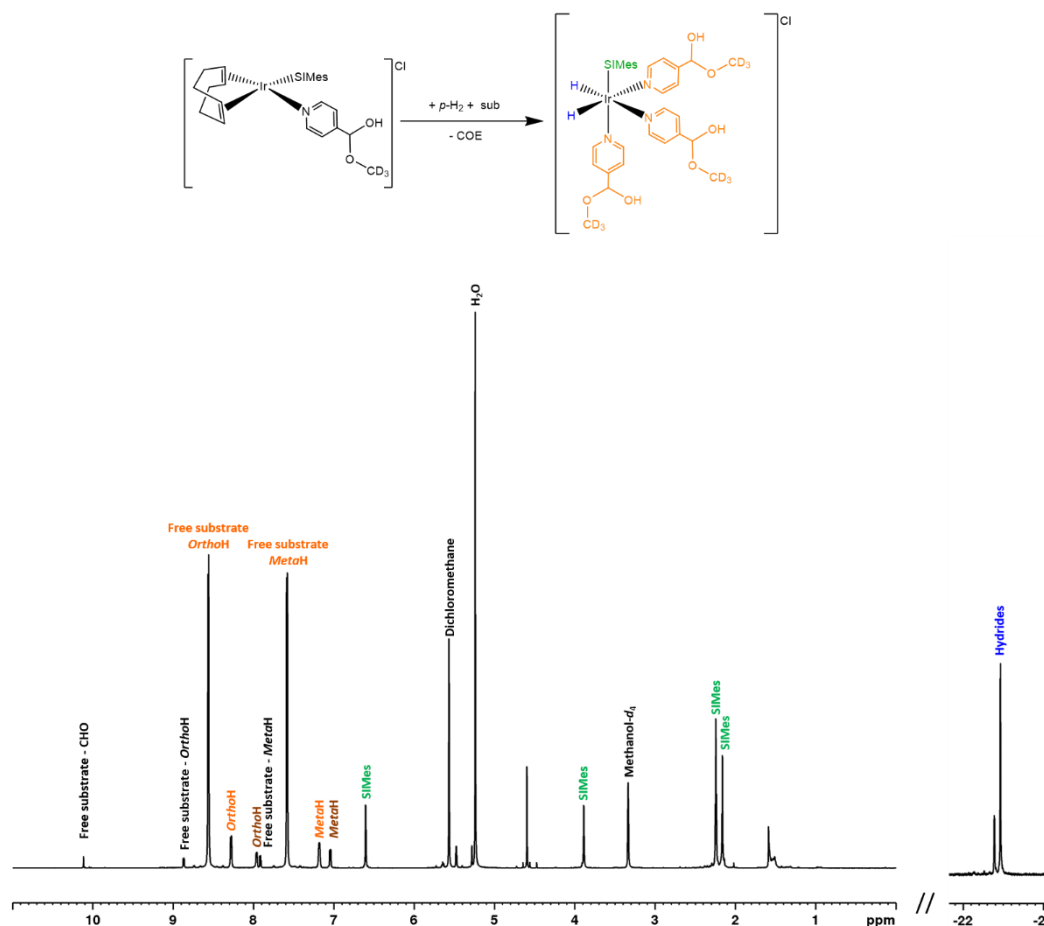 Cl
Ir
SIMes
N
OH
O
CD3
+ p-H2 + sub
- COE
Cl
OH
SIMes
O
CD3
H
Ir
N
H
N
N
OH
O
CD3
O
OH
CD3
Free substrate - CHO
Free substrate - OrthoH
Free substrate
OrthoH
OrthoH
OrthoH
Free substrate - MetaH
Free substrate
MetaH
MetaH
MetaH
SIMes
Dichloromethane
H2O
SIMes
Methanol-d4
SIMes
SIMes
Hydrides
10 9 8 7 6 5 4 3 2 1 ppm // -22